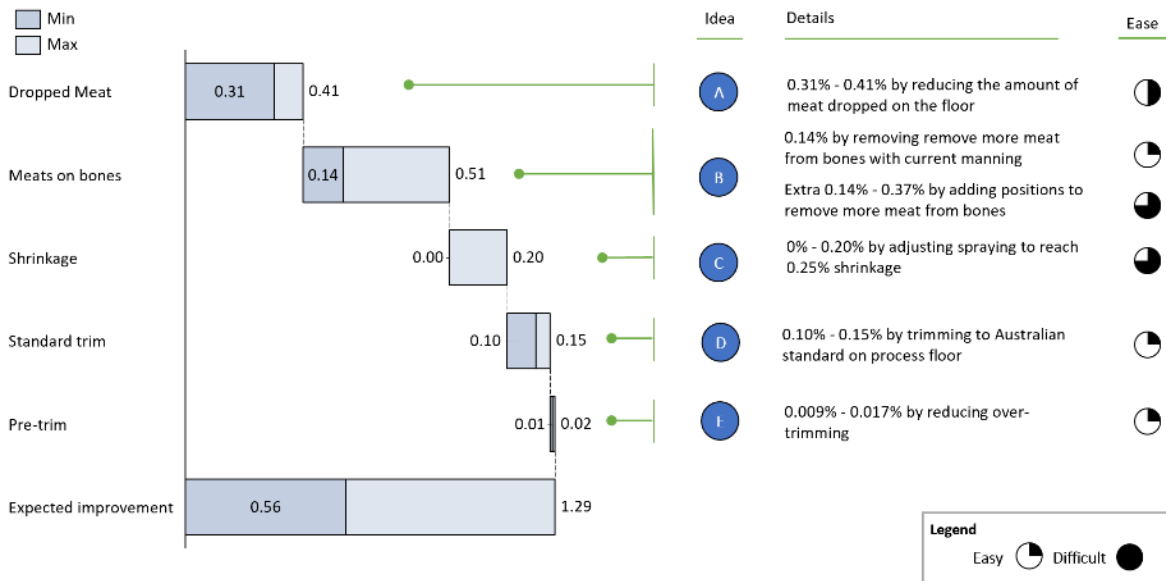 Min
Max
Idea
Details
Ease
Dropped Meat
0.31
0.41
A
0.31% - 0.41% by reducing the amount of
meat dropped on the floor
Meats on bones
0.14
0.51
B
0.14% by removing remove more meat
from bones with current manning
Extra 0.14% - 0.37% by adding positions to
remove more meat from bones
Shrinkage
0.00
0.20
C
0% - 0.20% by adjusting spraying to reach
0.25% shrinkage
Standard trim
0.10
0.15
D
0.10% - 0.15% by trimming to Australian
standard on process floor
Pre-trim
0.01
0.02
E
0.009% - 0.017% by reducing over-
trimming
Expected improvement
0.56
1.29
Legend
Easy
Difficult